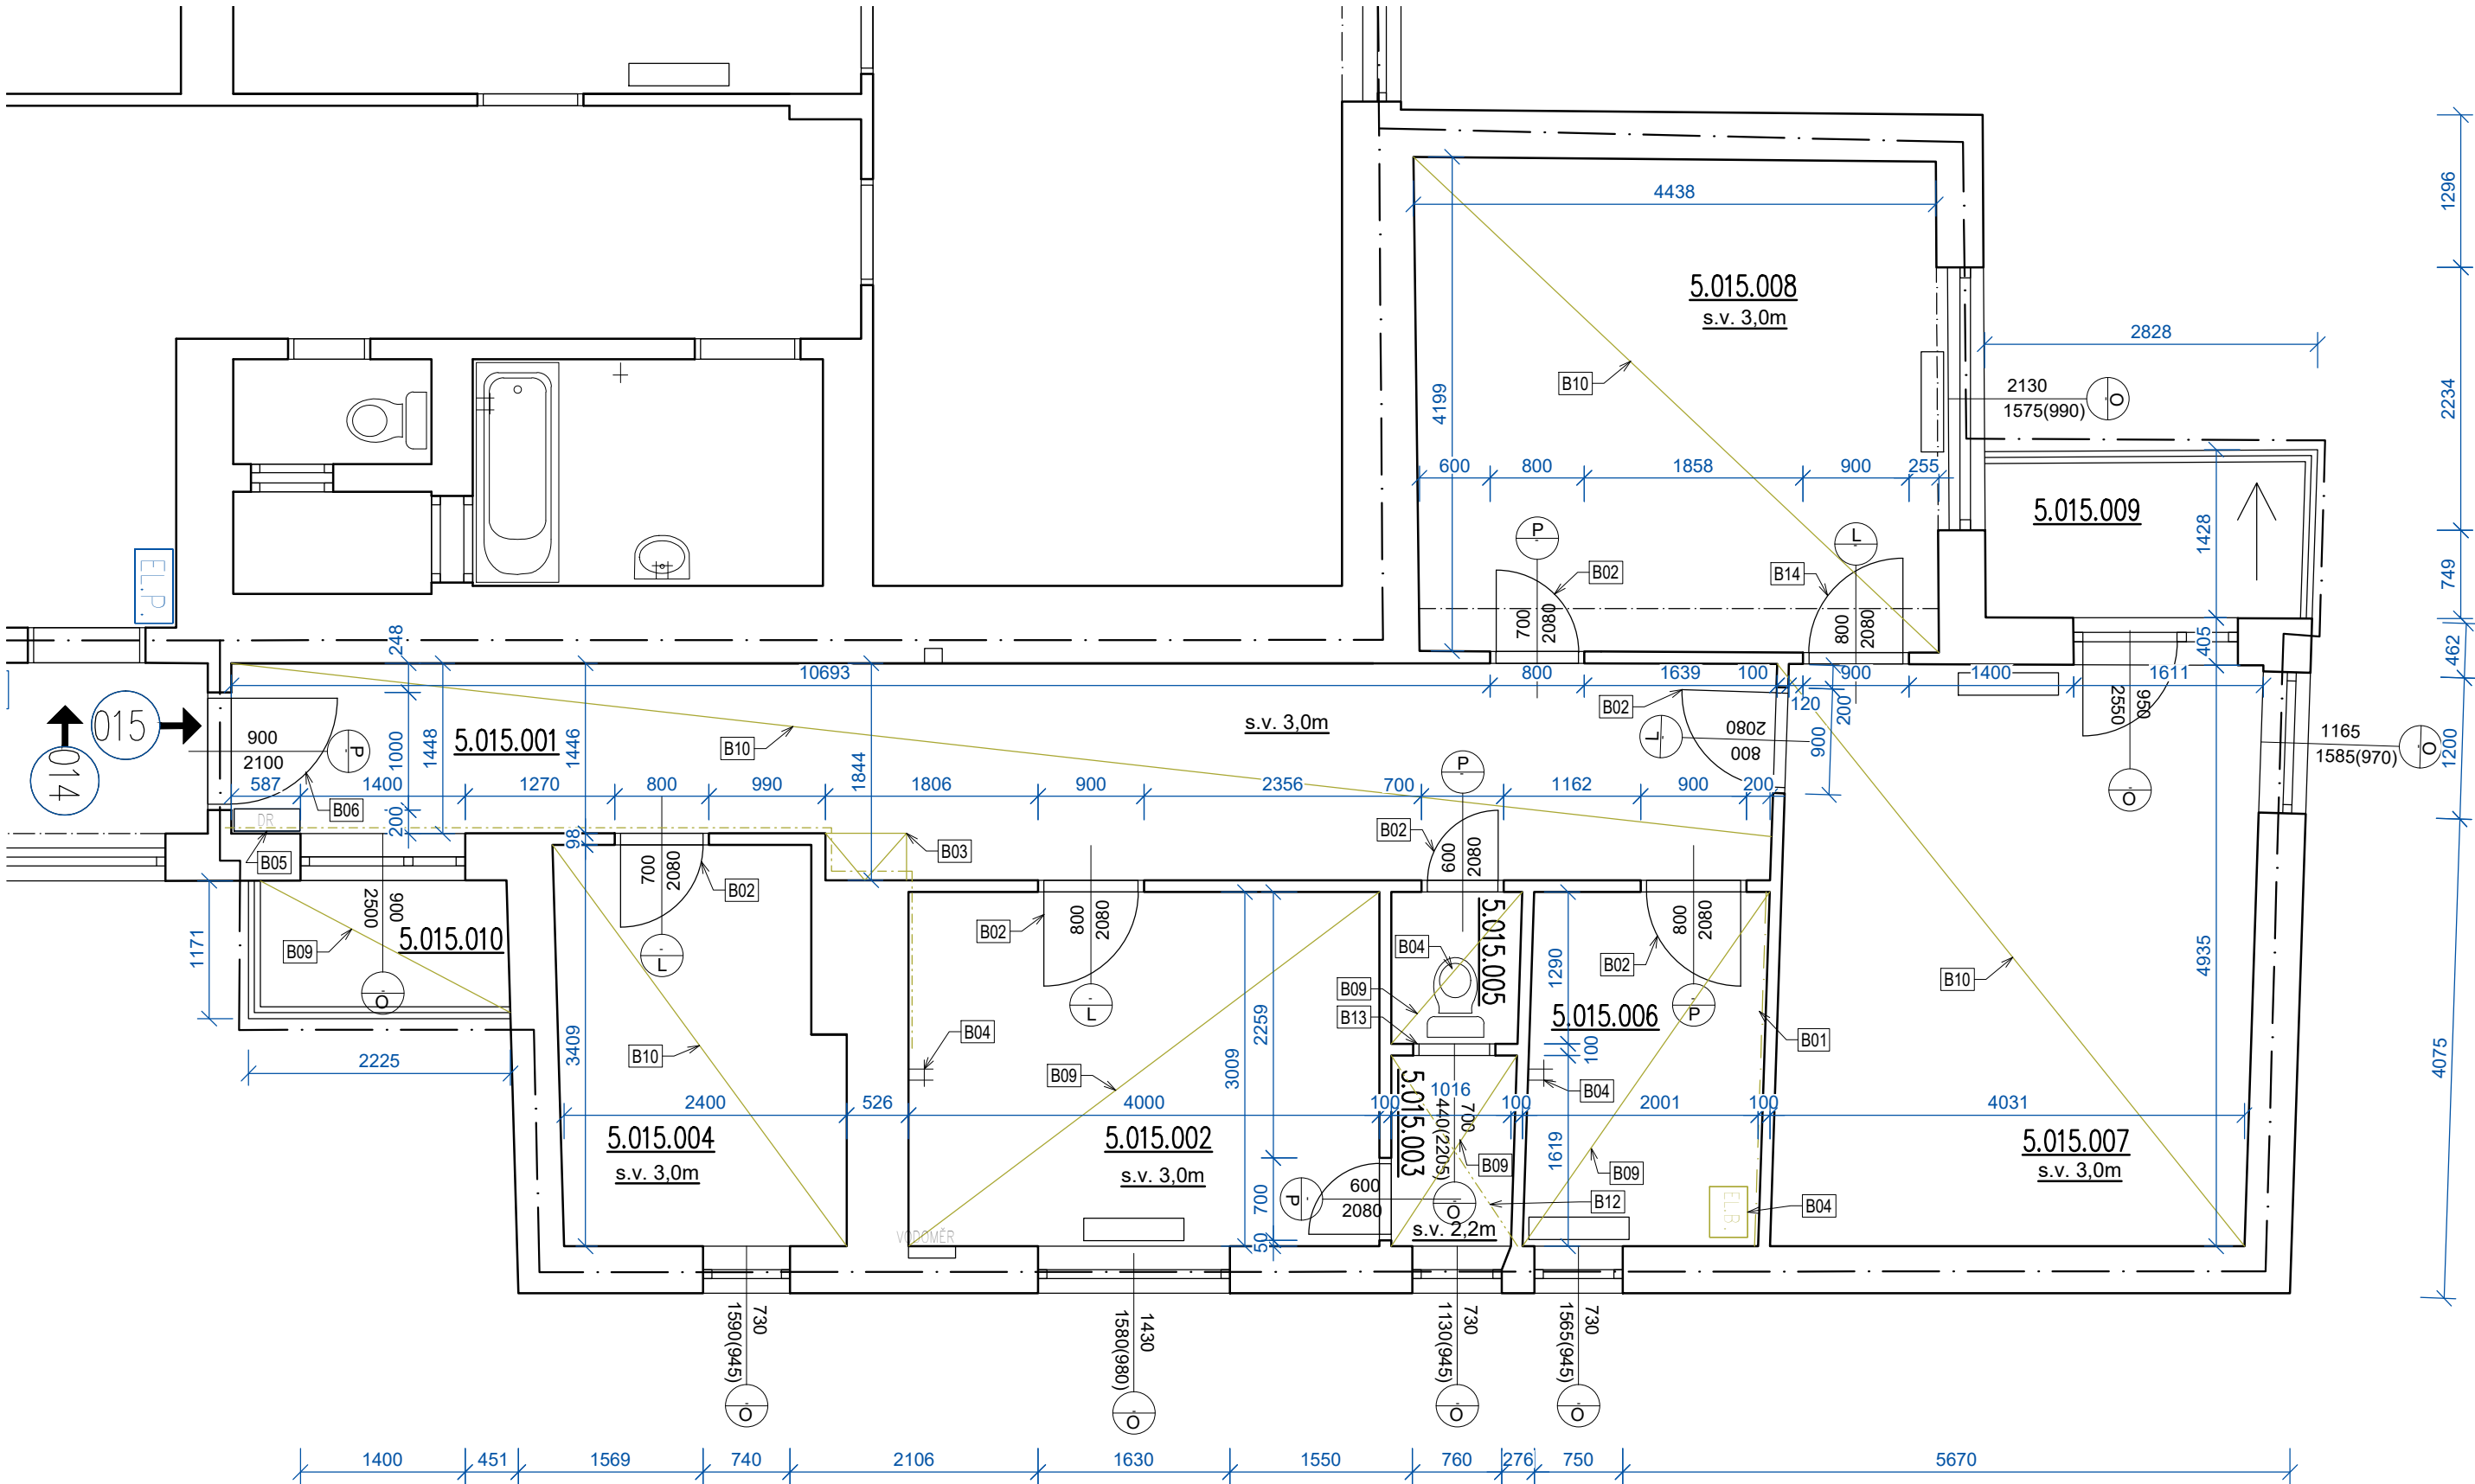 1296
4438
5.015.008
s.v. 3,0m
2828
B10
4199
2130
1575(990)
O
2234
600
800
1858
900
255
5.015.009
1428
P
L
B02
B14
700
2080
800
2080
749
EL.P.
248
405
462
10693
800
1639
100
900
1400
1611
B02
120
200
2550
950
015
014
900
2100
P
1000
1448
5.015.001
1446
B10
1844
s.v. 3,0m
L
2080
800
900
1165
1585(970)
O
1200
587
1400
1270
800
990
1806
900
2356
700
P
1162
900
200
O
B06
200
DR
B05
98
B03
B02
600
2080
700
2080
B02
2500
900
5.015.010
B09
1171
L
O
B02
800
2080
L
5.015.005
B04
B09
B13
1290
800
2080
B02
5.015.006
P
4935
B10
2259
3009
B04
B01
100
3409
B10
2225
B09
B04
2400
526
4000
100
1016
100
2001
100
4031
4075
5.015.004
s.v. 3,0m
5.015.002
s.v. 3,0m
5.015.003
440(2205)
700
B09
1619
B09
5.015.007
s.v. 3,0m
P
600
2080
700
50
O
B12
s.v. 2,2m
EL.B.
B04
VODOMĚR
1590(945)
730
1580(980)
1430
1130(945)
730
1565(945)
730
O
O
O
O
1400
451
1569
740
2106
1630
1550
760
276
750
5670